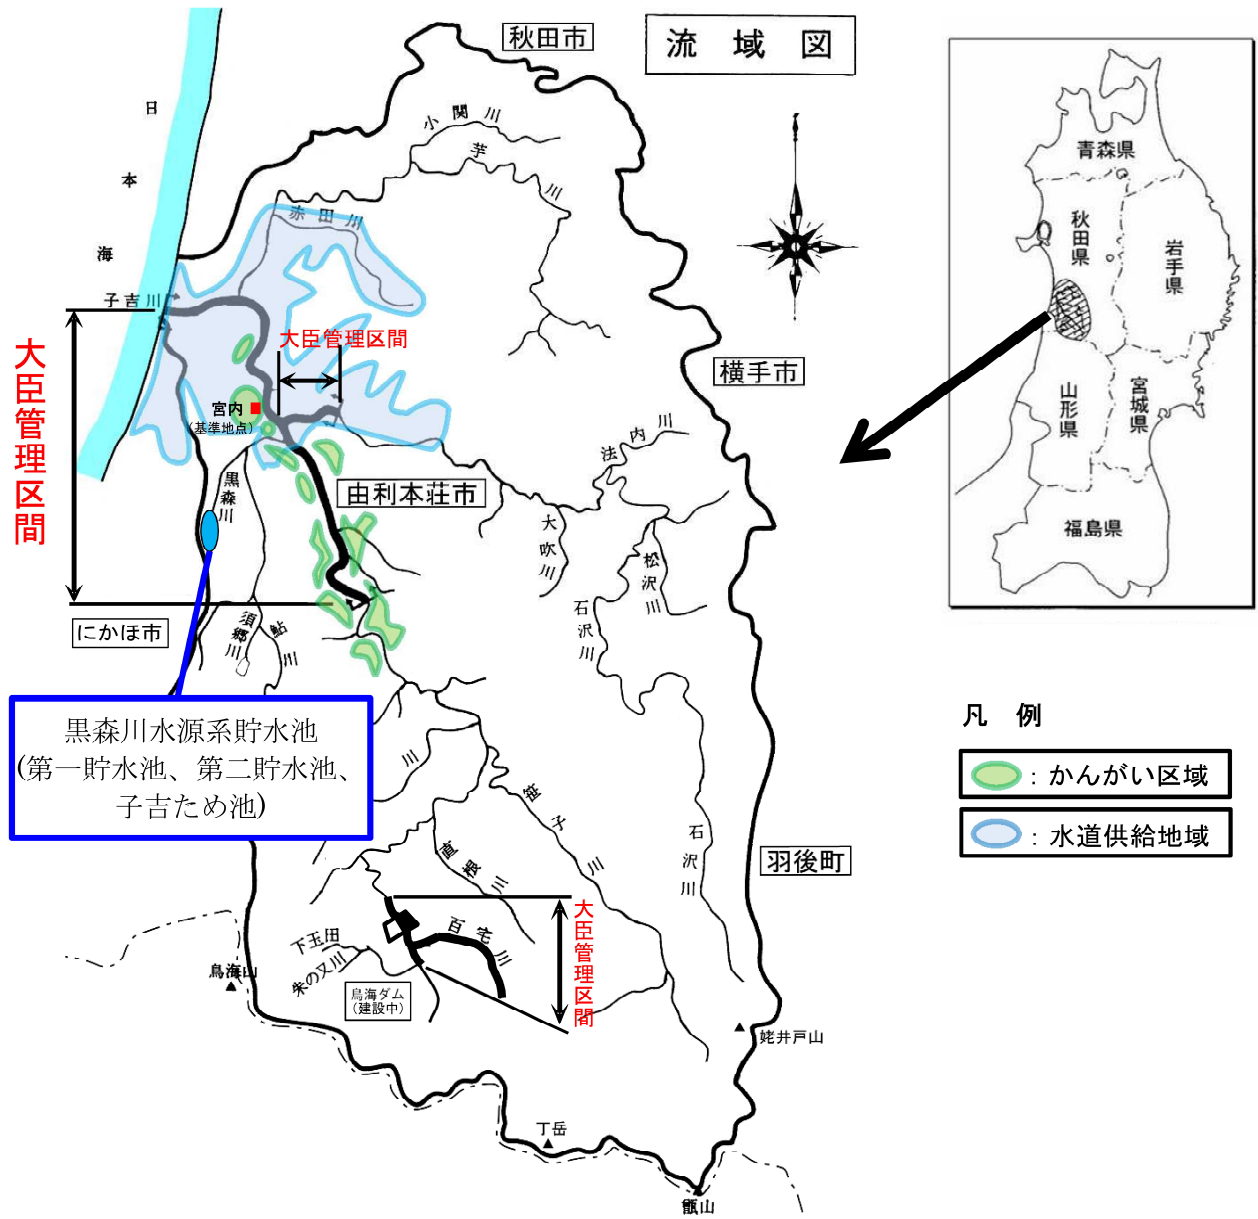 流域図
秋田市
日本海
小関川
芋川
赤田川
子吉川
大臣管理区間
大臣管理区間
宮内
(基準地点)
横手市
法内川
黒森川
由利本荘市
大吹川
松沢川
石沢川
にかほ市
鮎川
黒森川水源系貯水池
(第一貯水池、第二貯水池、
子吉ため池)
川
笹子川
石沢川
直根三
羽後町
百宅川
大臣管理区間
下玉田
朱の又川
鳥海山
鳥海ダム
(建設中)
姥井戸山
丁岳
甑山
青森県
秋田県
岩手県
山形県
宮城県
福島県
凡例
: かんがい区域
: 水道供給地域